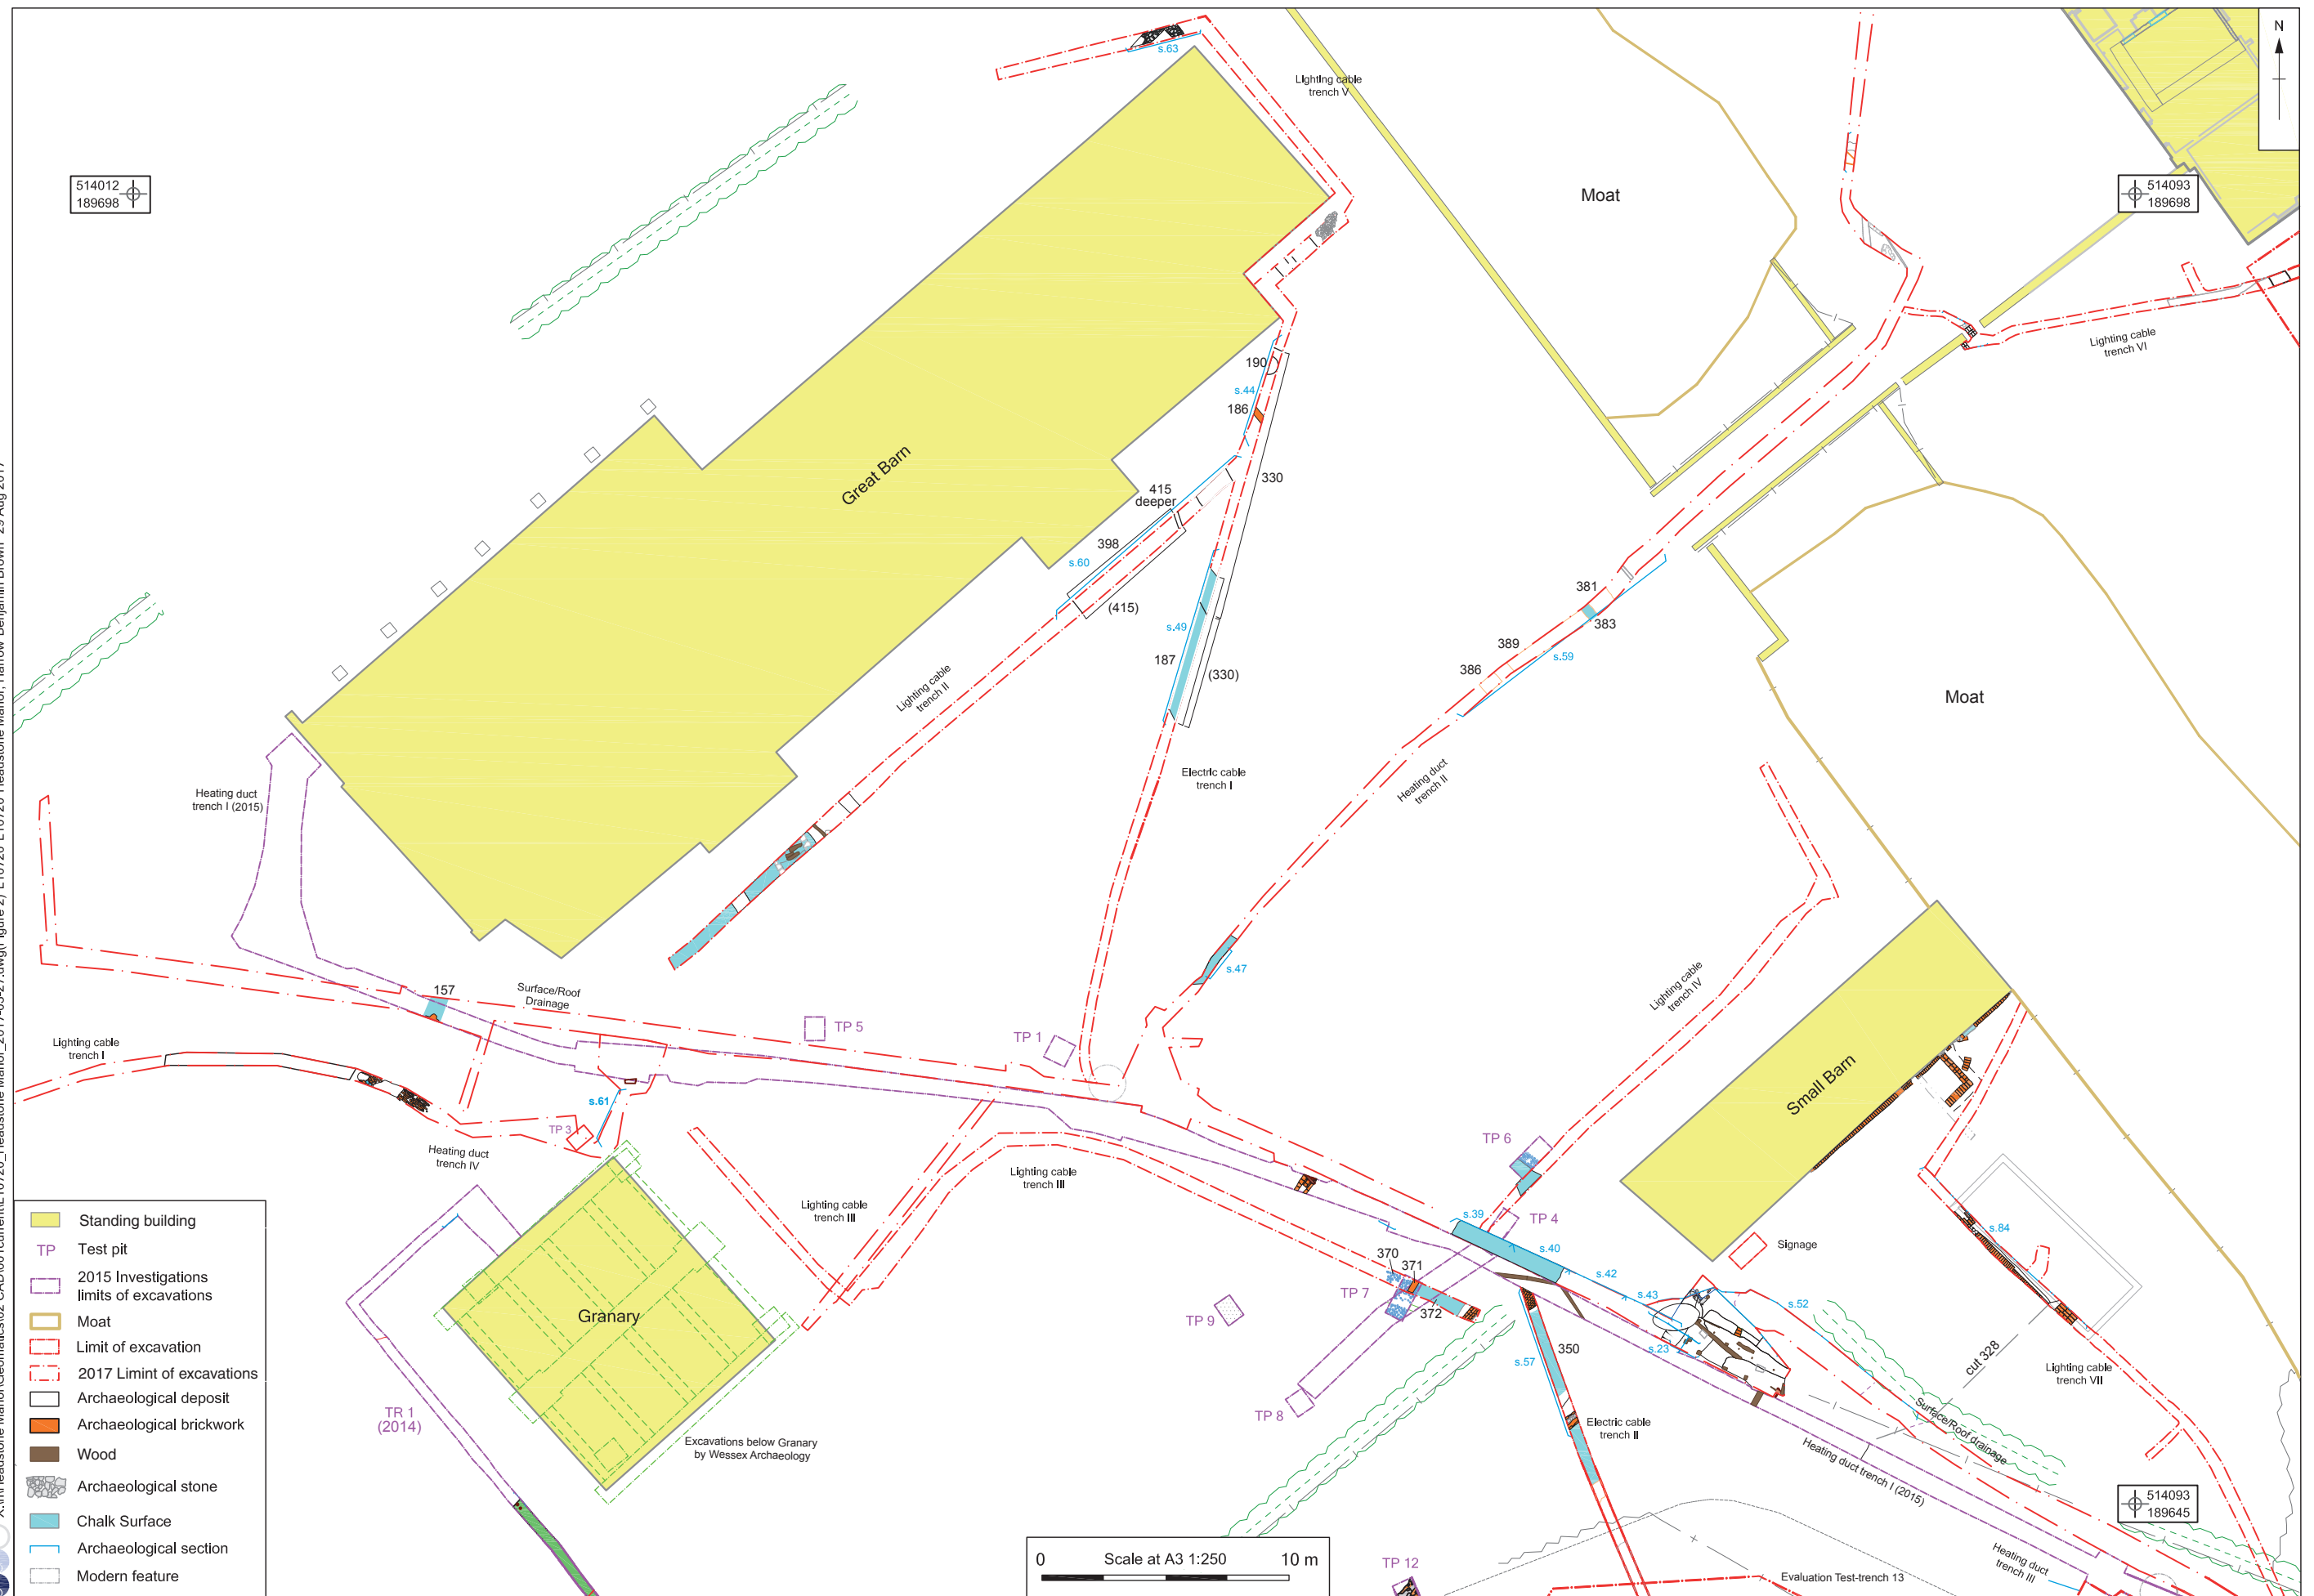 s.63
Lighting cable
trench V
N
514012
189698
Moat
514093
189698
Lighting cable
trench VI
190
s.44
186
Great Barn
330
415
deeper
398
s.60
(415)
381
383
s.49
389
s.59
187
386
(330)
Moat
Lighting cable
trench II
Electric cable
trench I
Heating duct
trench II
Heating duct
trench I (2015)
s.47
157
Surface/Roof
Drainage
TP 5
TP 1
Lighting cable
trench IV
Lighting cable
trench I
Small Barn
s.61
TP 3
TP 6
Heating duct
trench IV
Lighting cable
trench III
Lighting cable
trench III
s.39
TP 4
s.84
Signage
s.40
370
371
s.42
TP 7
s.43
s.52
372
TP 9
Granary
s.23
350
s.57
cut 328
Lighting cable
trench VII
TP 8
TR 1
(2014)
Electric cable
trench II
Surface/Roof drainage
Excavations below Granary
by Wessex Archaeology
Heating duct trench I (2015)
514093
189645
Heating duct
trench III
TP 12
Evaluation Test-trench 13
0 Scale at A3 1:250 10 m
Standing building
TP Test pit
2015 Investigations
limits of excavations
Moat
Limit of excavation
2017 Limint of excavations
Archaeological deposit
Archaeological brickwork
Wood
Archaeological stone
Chalk Surface
Archaeological section
Modern feature